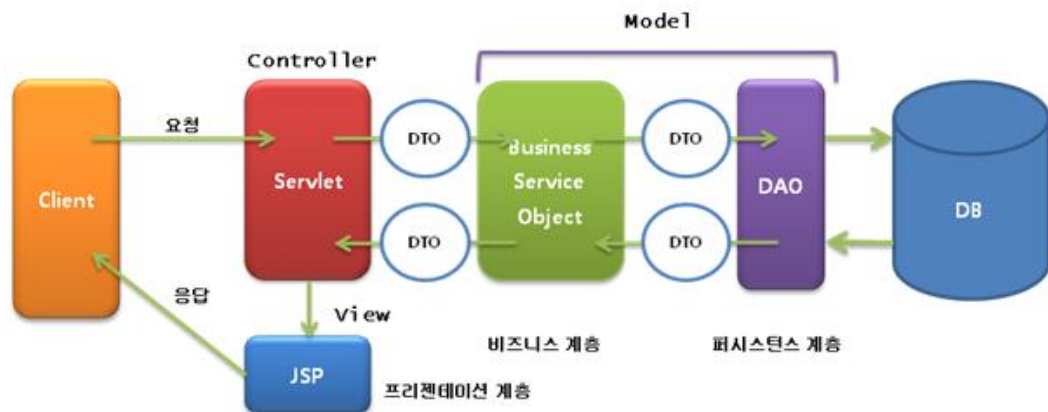 Model
Controller
요청
DTO
DTO
Business
Service
Object
Client
Servlet
DAO
DB
DTO
DTO
응답
View
비즈니스 계층
퍼시스턴스 계층
JSP
프리젠테이션 계층